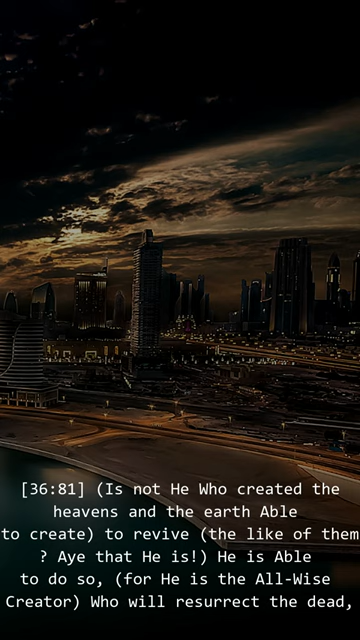 [36:81] (Is not He Who created the
heavens and the earth Able
to create) to revive (the like of them
? Aye that He is!) He is Able
to do so, (for He is the All-Wise
Creator) Who will resurrect the dead,